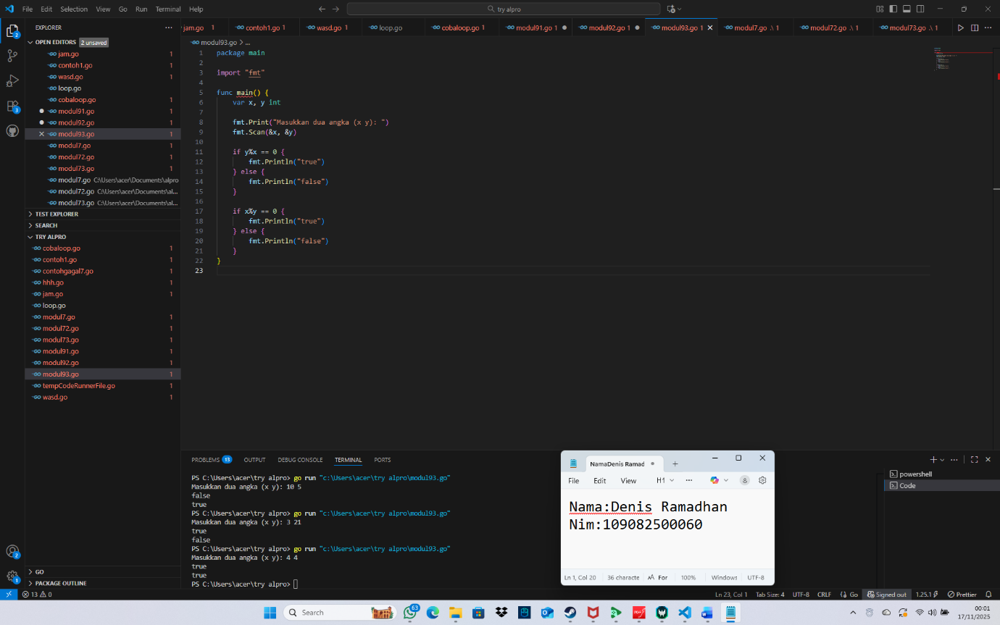 File Edit Selection View Go Run Terminal Help
try alpro
EXPLORER
OPEN EDITORS 2 unsaved
jam.go 1
contoh1.go 1
wasd.go 1
loop.go
cobaloop.go 1
modul91.go 1
modul92.go 1
modul93.go 1
modul7.go 1
modul72.go 1
modul73.go 1
modul7.go C:\Users\acer\Documents\alpro
modul72.go C:\Users\acer\Documents\al...
modul73.go C:\Users\acer\Documents\al...
TEST EXPLORER
SEARCH
TRY ALPRO
cobaloop.go 1
contoh1.go 1
contohgagal7.go 1
hhh.go 1
jam.go 1
loop.go
modul7.go 1
modul72.go 1
modul73.go 1
modul91.go 1
modul92.go 1
modul93.go 1
tempCodeRunnerFile.go 1
wasd.go 1
GO
PACKAGE OUTLINE
jam.go 1 contoh1.go 1 wasd.go 1 loop.go cobaloop.go 1 modul91.go 1 modul92.go 1 modul93.go 1 modul7.go .\ 1 modul72.go .\ 1 modul73.go .\ 1
modul93.go > ...
1 package main
2
3 import "fmt"
4
5 func main() {
6 var x, y int
7
8 fmt.Print("Masukkan dua angka (x y): ")
9 fmt.Scan(&x, &y)
10
11 if y%x == 0 {
12 fmt.Println("true")
13 } else {
14 fmt.Println("false")
15 }
16
17 if x%y == 0 {
18 fmt.Println("true")
19 } else {
20 fmt.Println("false")
21 }
22 }
23
PROBLEMS 13 OUTPUT DEBUG CONSOLE TERMINAL PORTS
PS C:\Users\acer\try alpro> go run "c:\Users\acer\try alpro\modul93.go"
Masukkan dua angka (x y): 10 5
false
true
PS C:\Users\acer\try alpro> go run "c:\Users\acer\try alpro\modul93.go"
Masukkan dua angka (x y): 3 21
true
false
PS C:\Users\acer\try alpro> go run "c:\Users\acer\try alpro\modul93.go"
Masukkan dua angka (x y): 4 4
true
true
PS C:\Users\acer\try alpro>
powershell
Code
NamaDenis Ramad
File Edit View H1
Nama:Denis Ramadhan
Nim:109082500060
Ln 1, Col 20 36 characte For 100% Windows UTF-8
13 0
Ln 23, Col 1 Tab Size: 4 UTF-8 CRLF Go Signed out 1.25.1 Prettier
Search
63
00:01
17/11/2025